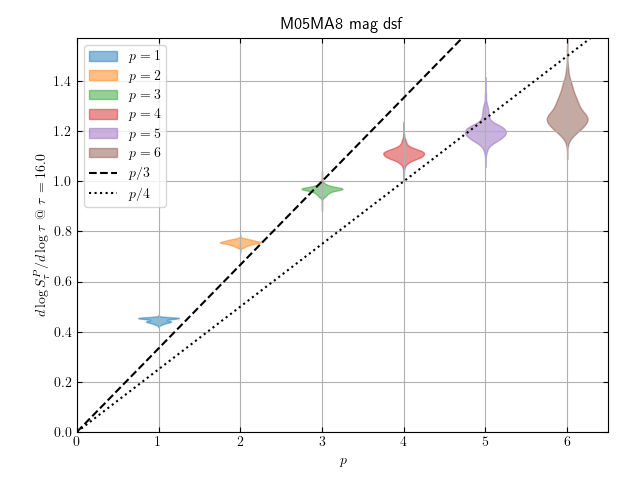 M05MA8 mag dsf
p = 1
p = 2
p = 3
p = 4
p = 5
p = 6
p/3
p/4
d log S_τ^P / d log τ @ τ = 16.0
1.4
1.2
1.0
0.8
0.6
0.4
0.2
0.0
0 1 2 3 4 5 6
p